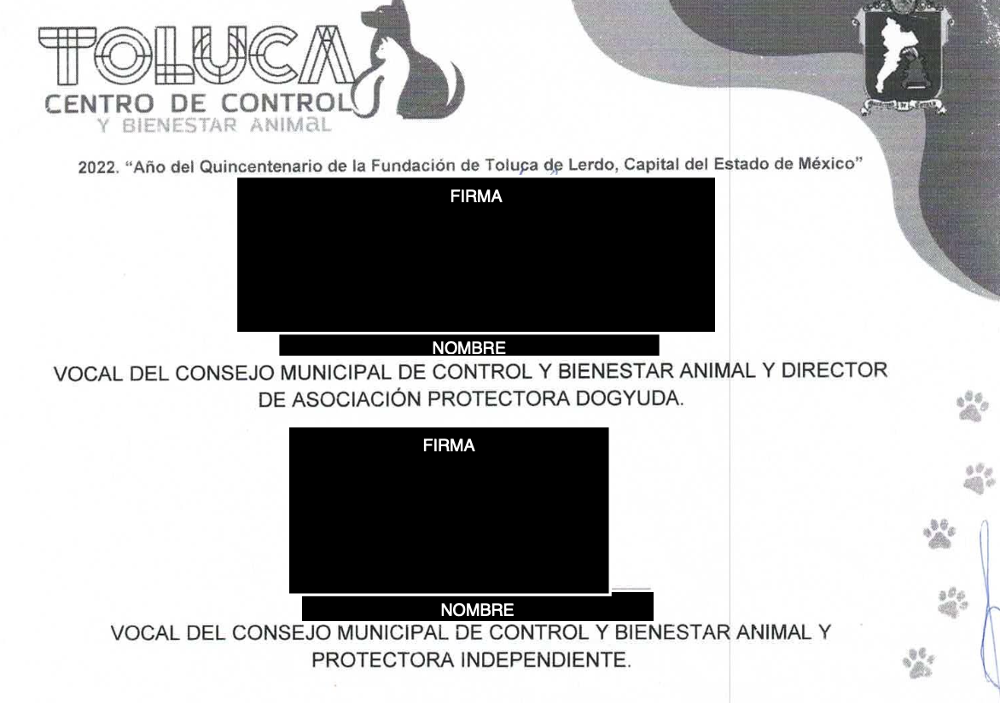 TOLUCA
CENTRO DE CONTROL
Y BIENESTAR ANIMaL
2022. “Año del Quincentenario de la Fundación de Toluca de Lerdo, Capital del Estado de México”
FIRMA
NOMBRE
VOCAL DEL CONSEJO MUNICIPAL DE CONTROL Y BIENESTAR ANIMAL Y DIRECTOR
DE ASOCIACIÓN PROTECTORA DOGYUDA.
FIRMA
NOMBRE
VOCAL DEL CONSEJO MUNICIPAL DE CONTROL Y BIENESTAR ANIMAL Y
PROTECTORA INDEPENDIENTE.